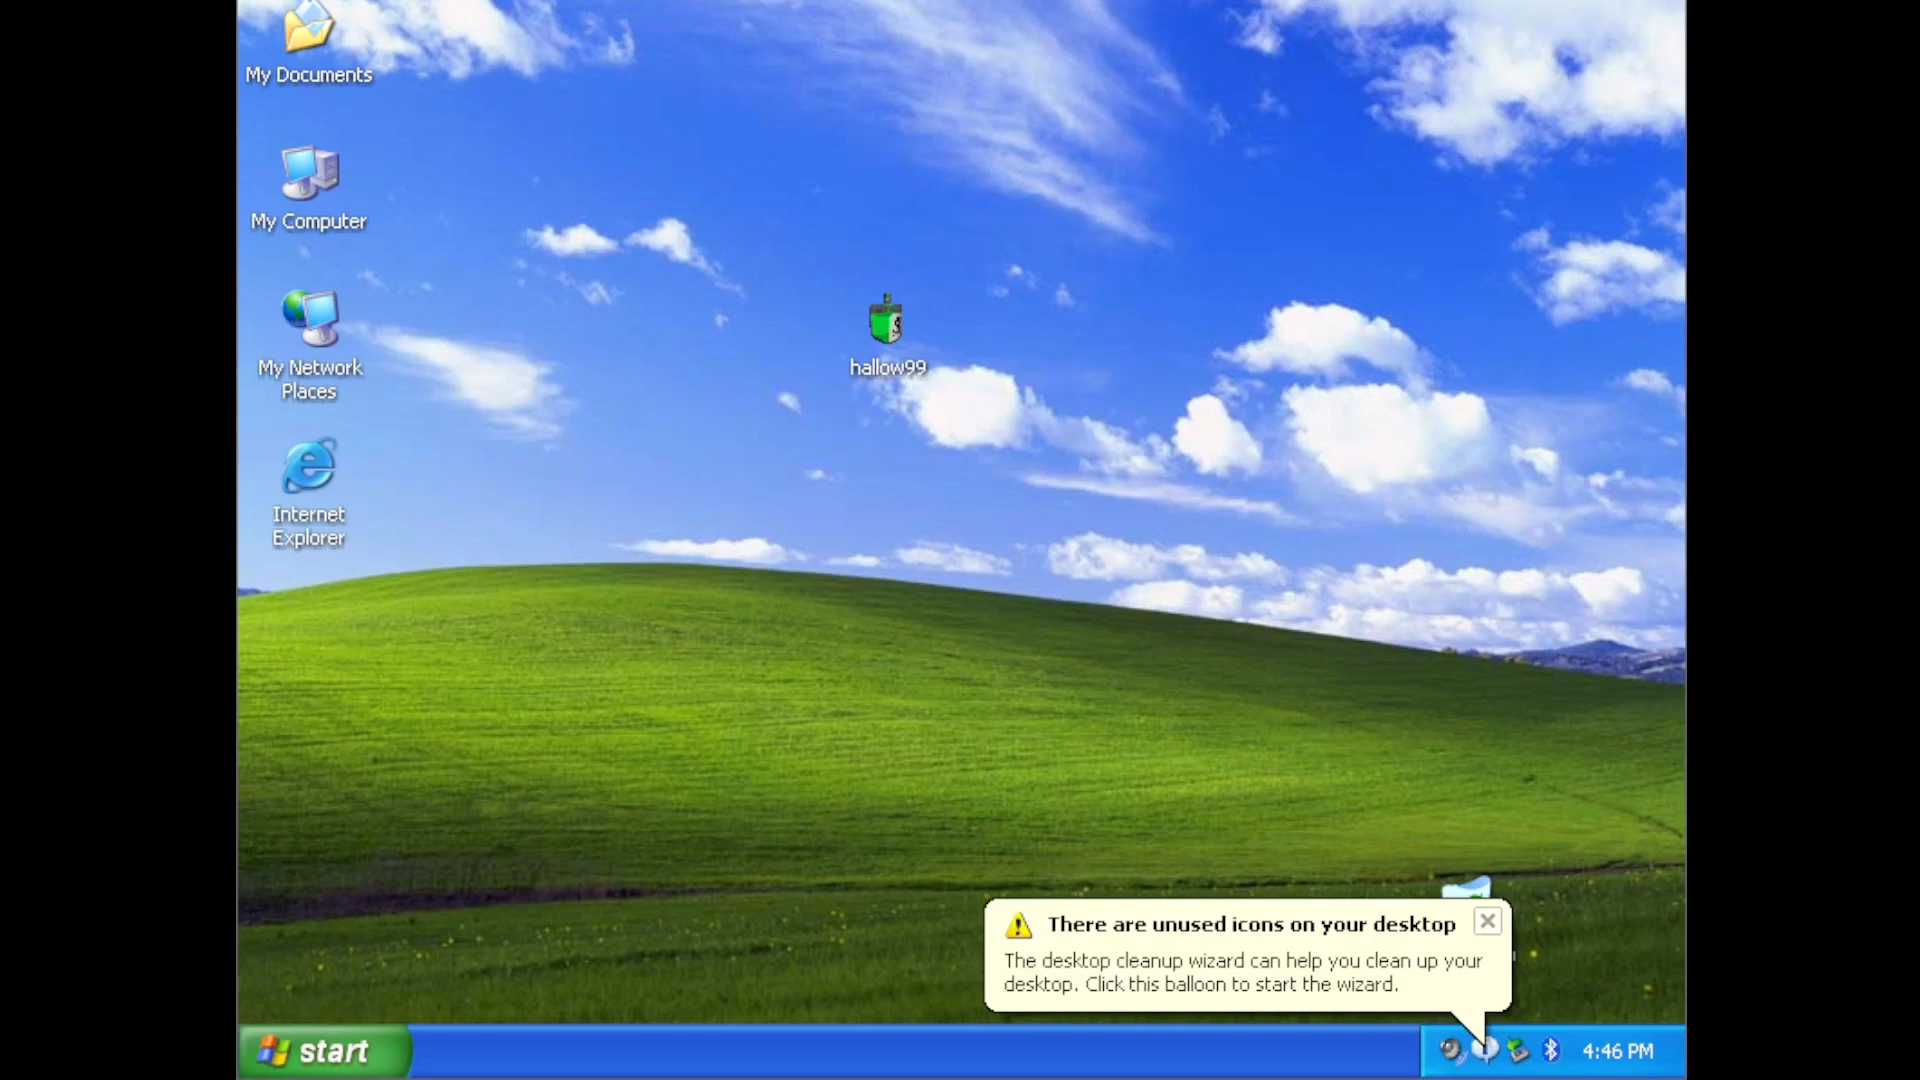 My Documents
My Computer
My Network
Places
Internet
Explorer
hallow99
There are unused icons on your desktop
The desktop cleanup wizard can help you clean up your
desktop. Click this balloon to start the wizard.
start
4:46 PM